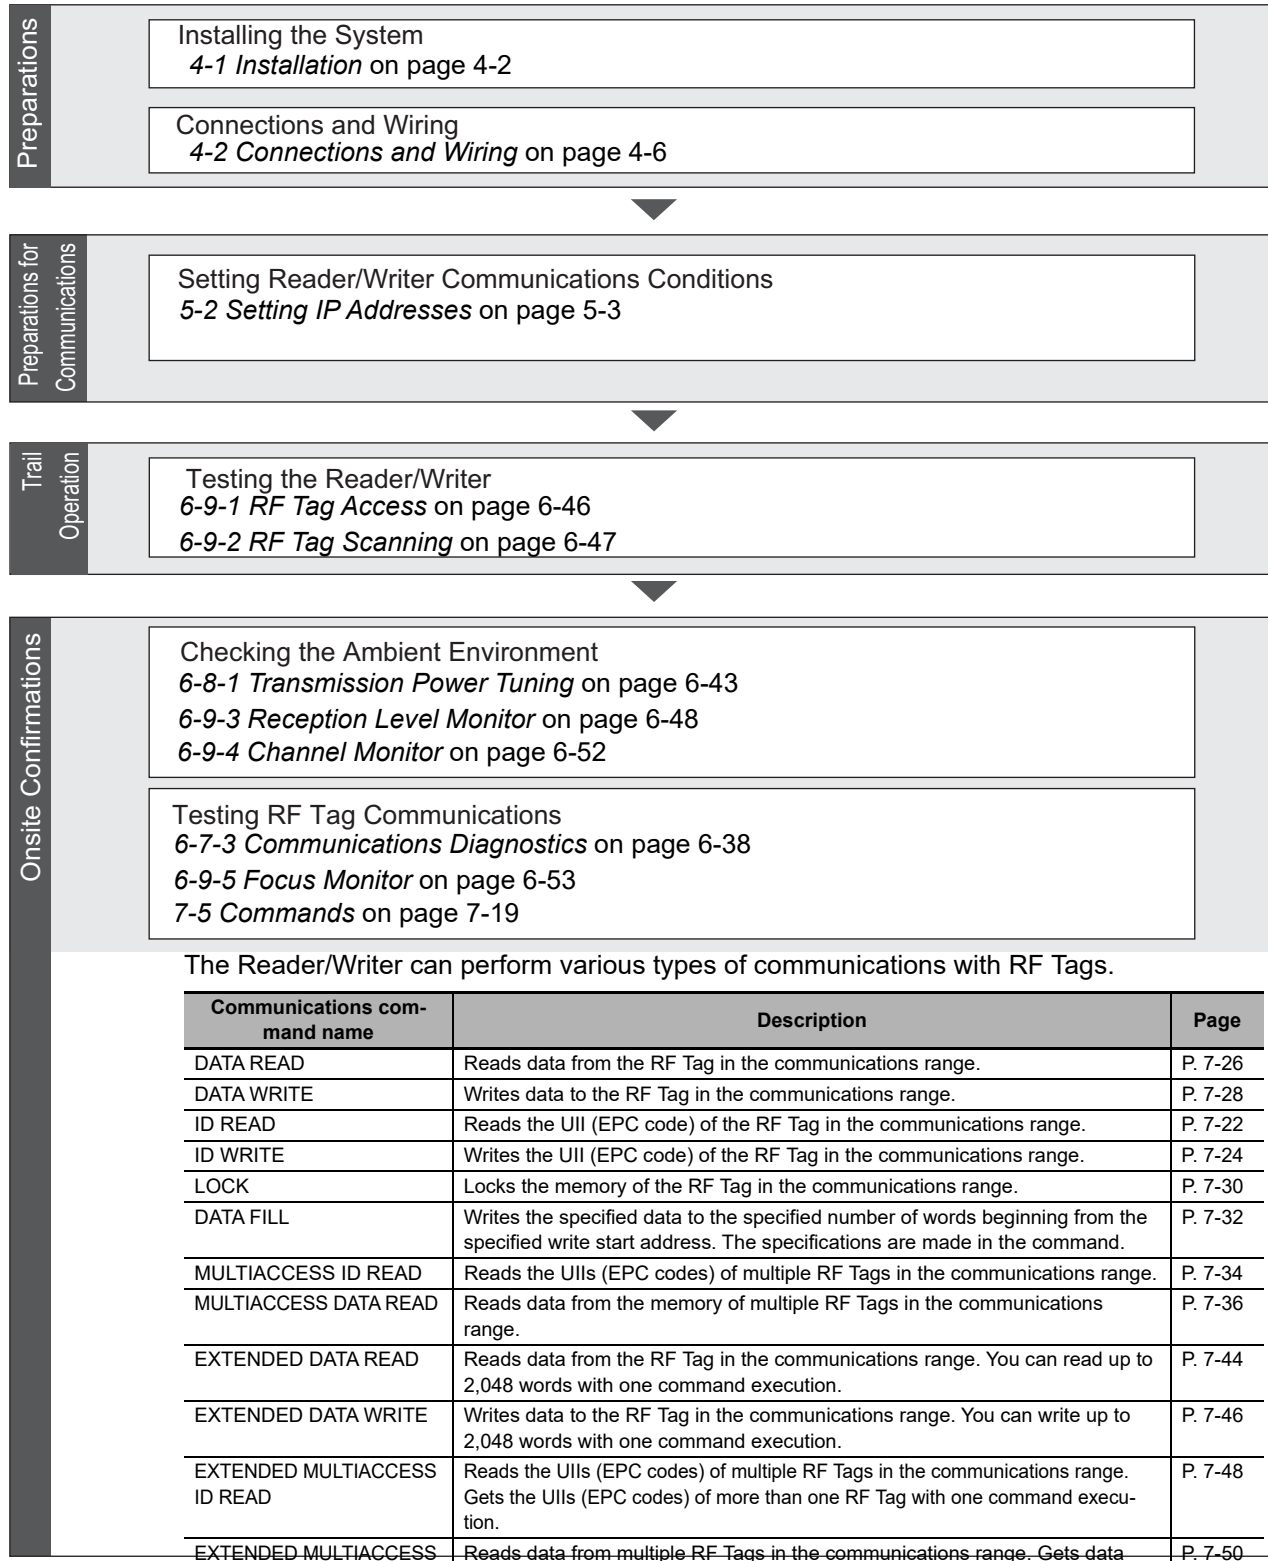 Preparations
Installing the System
4-1 Installation on page 4-2
Connections and Wiring
4-2 Connections and Wiring on page 4-6
Preparations for
Communications
Setting Reader/Writer Communications Conditions
5-2 Setting IP Addresses on page 5-3
Trail
Operation
Testing the Reader/Writer
6-9-1 RF Tag Access on page 6-46
6-9-2 RF Tag Scanning on page 6-47
Onsite Confirmations
Checking the Ambient Environment
6-8-1 Transmission Power Tuning on page 6-43
6-9-3 Reception Level Monitor on page 6-48
6-9-4 Channel Monitor on page 6-52
Testing RF Tag Communications
6-7-3 Communications Diagnostics on page 6-38
6-9-5 Focus Monitor on page 6-53
7-5 Commands on page 7-19
The Reader/Writer can perform various types of communications with RF Tags.
Communications com-
mand name
Description
Page
DATA READ
Reads data from the RF Tag in the communications range.
P. 7-26
DATA WRITE
Writes data to the RF Tag in the communications range.
P. 7-28
ID READ
Reads the UII (EPC code) of the RF Tag in the communications range.
P. 7-22
ID WRITE
Writes the UII (EPC code) of the RF Tag in the communications range.
P. 7-24
LOCK
Locks the memory of the RF Tag in the communications range.
P. 7-30
DATA FILL
Writes the specified data to the specified number of words beginning from the
specified write start address. The specifications are made in the command.
P. 7-32
MULTIACCESS ID READ
Reads the UIIs (EPC codes) of multiple RF Tags in the communications range.
P. 7-34
MULTIACCESS DATA READ
Reads data from the memory of multiple RF Tags in the communications
range.
P. 7-36
EXTENDED DATA READ
Reads data from the RF Tag in the communications range. You can read up to
2,048 words with one command execution.
P. 7-44
EXTENDED DATA WRITE
Writes data to the RF Tag in the communications range. You can write up to
2,048 words with one command execution.
P. 7-46
EXTENDED MULTIACCESS
ID READ
Reads the UIIs (EPC codes) of multiple RF Tags in the communications range.
Gets the UIIs (EPC codes) of more than one RF Tag with one command execu-
tion.
P. 7-48
EXTENDED MULTIACCESS
Reads data from multiple RF Tags in the communications range. Gets data
P. 7-50